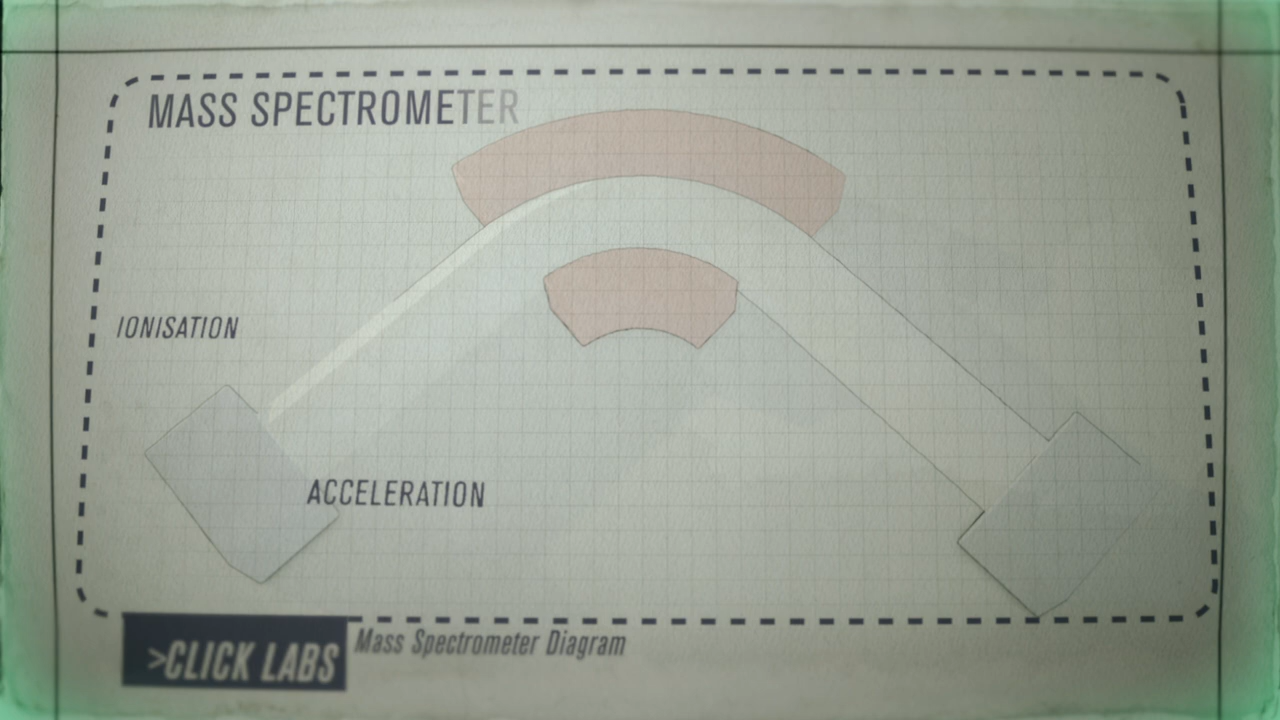 MASS SPECTROMETER
IONISATION
ACCELERATION
>CLICK LABS
Mass Spectrometer Diagram